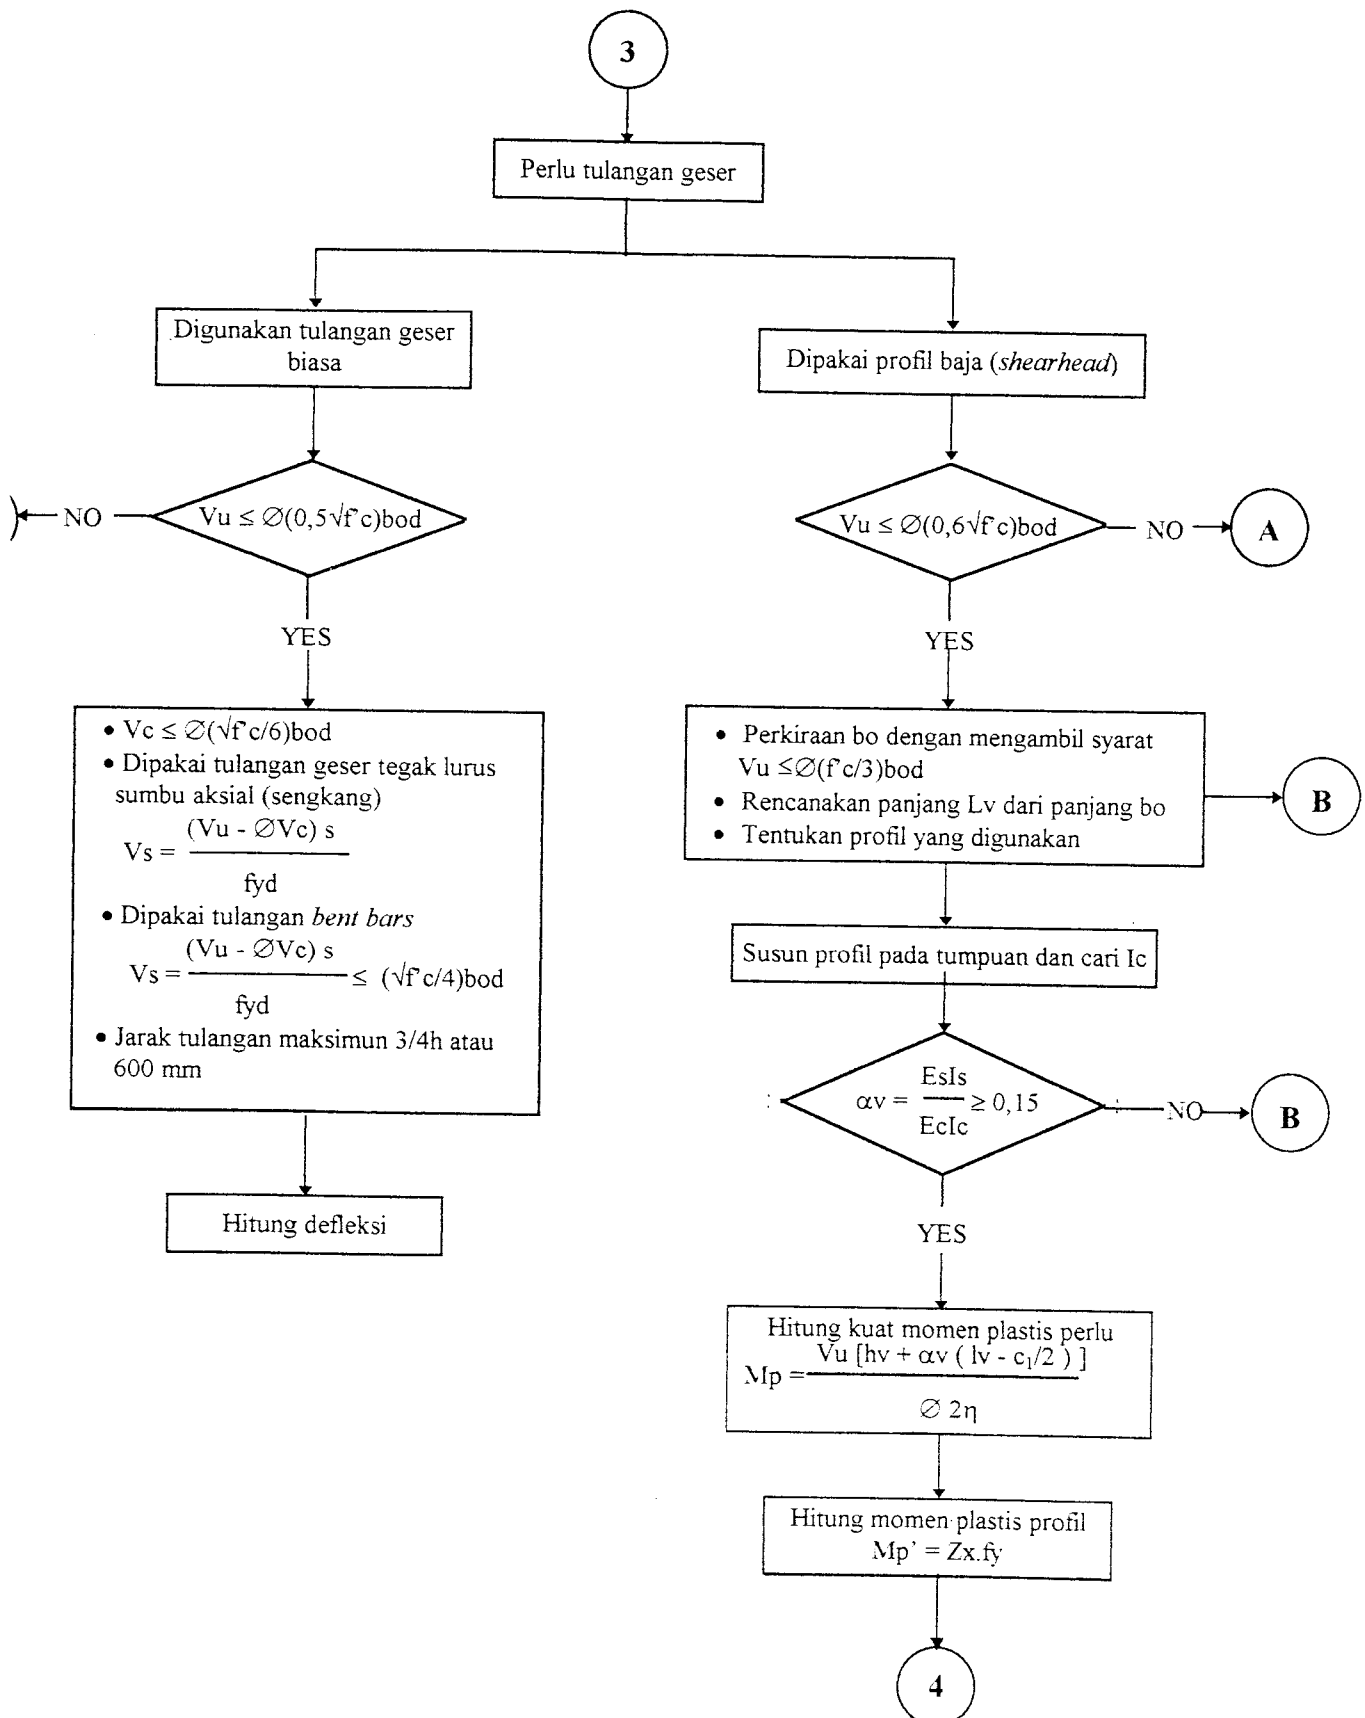 3
Perlu tulangan geser
Digunakan tulangan geser
biasa
Dipakai profil baja (shearhead)
Vu ≤ ∅(0,5√f'c)bod
NO
YES
Vu ≤ ∅(0,6√f'c)bod
NO
A
YES
• Vc ≤ ∅(√f'c/6)bod
• Dipakai tulangan geser tegak lurus
sumbu aksial (sengkang)
(Vu - ∅Vc) s
Vs =
fyd
• Dipakai tulangan bent bars
(Vu - ∅Vc) s
Vs = ≤ (√f'c/4)bod
fyd
• Jarak tulangan maksimun 3/4h atau
600 mm
Hitung defleksi
• Perkiraan bo dengan mengambil syarat
Vu ≤∅(f'c/3)bod
• Rencanakan panjang Lv dari panjang bo
• Tentukan profil yang digunakan
B
Susun profil pada tumpuan dan cari Ic
EsIs
αv = ≥ 0,15
EcIc
NO
B
YES
Hitung kuat momen plastis perlu
Vu [hv + αv ( lv - c₁/2 ) ]
Mp =
∅ 2η
Hitung momen plastis profil
Mp' = Zx.fy
4